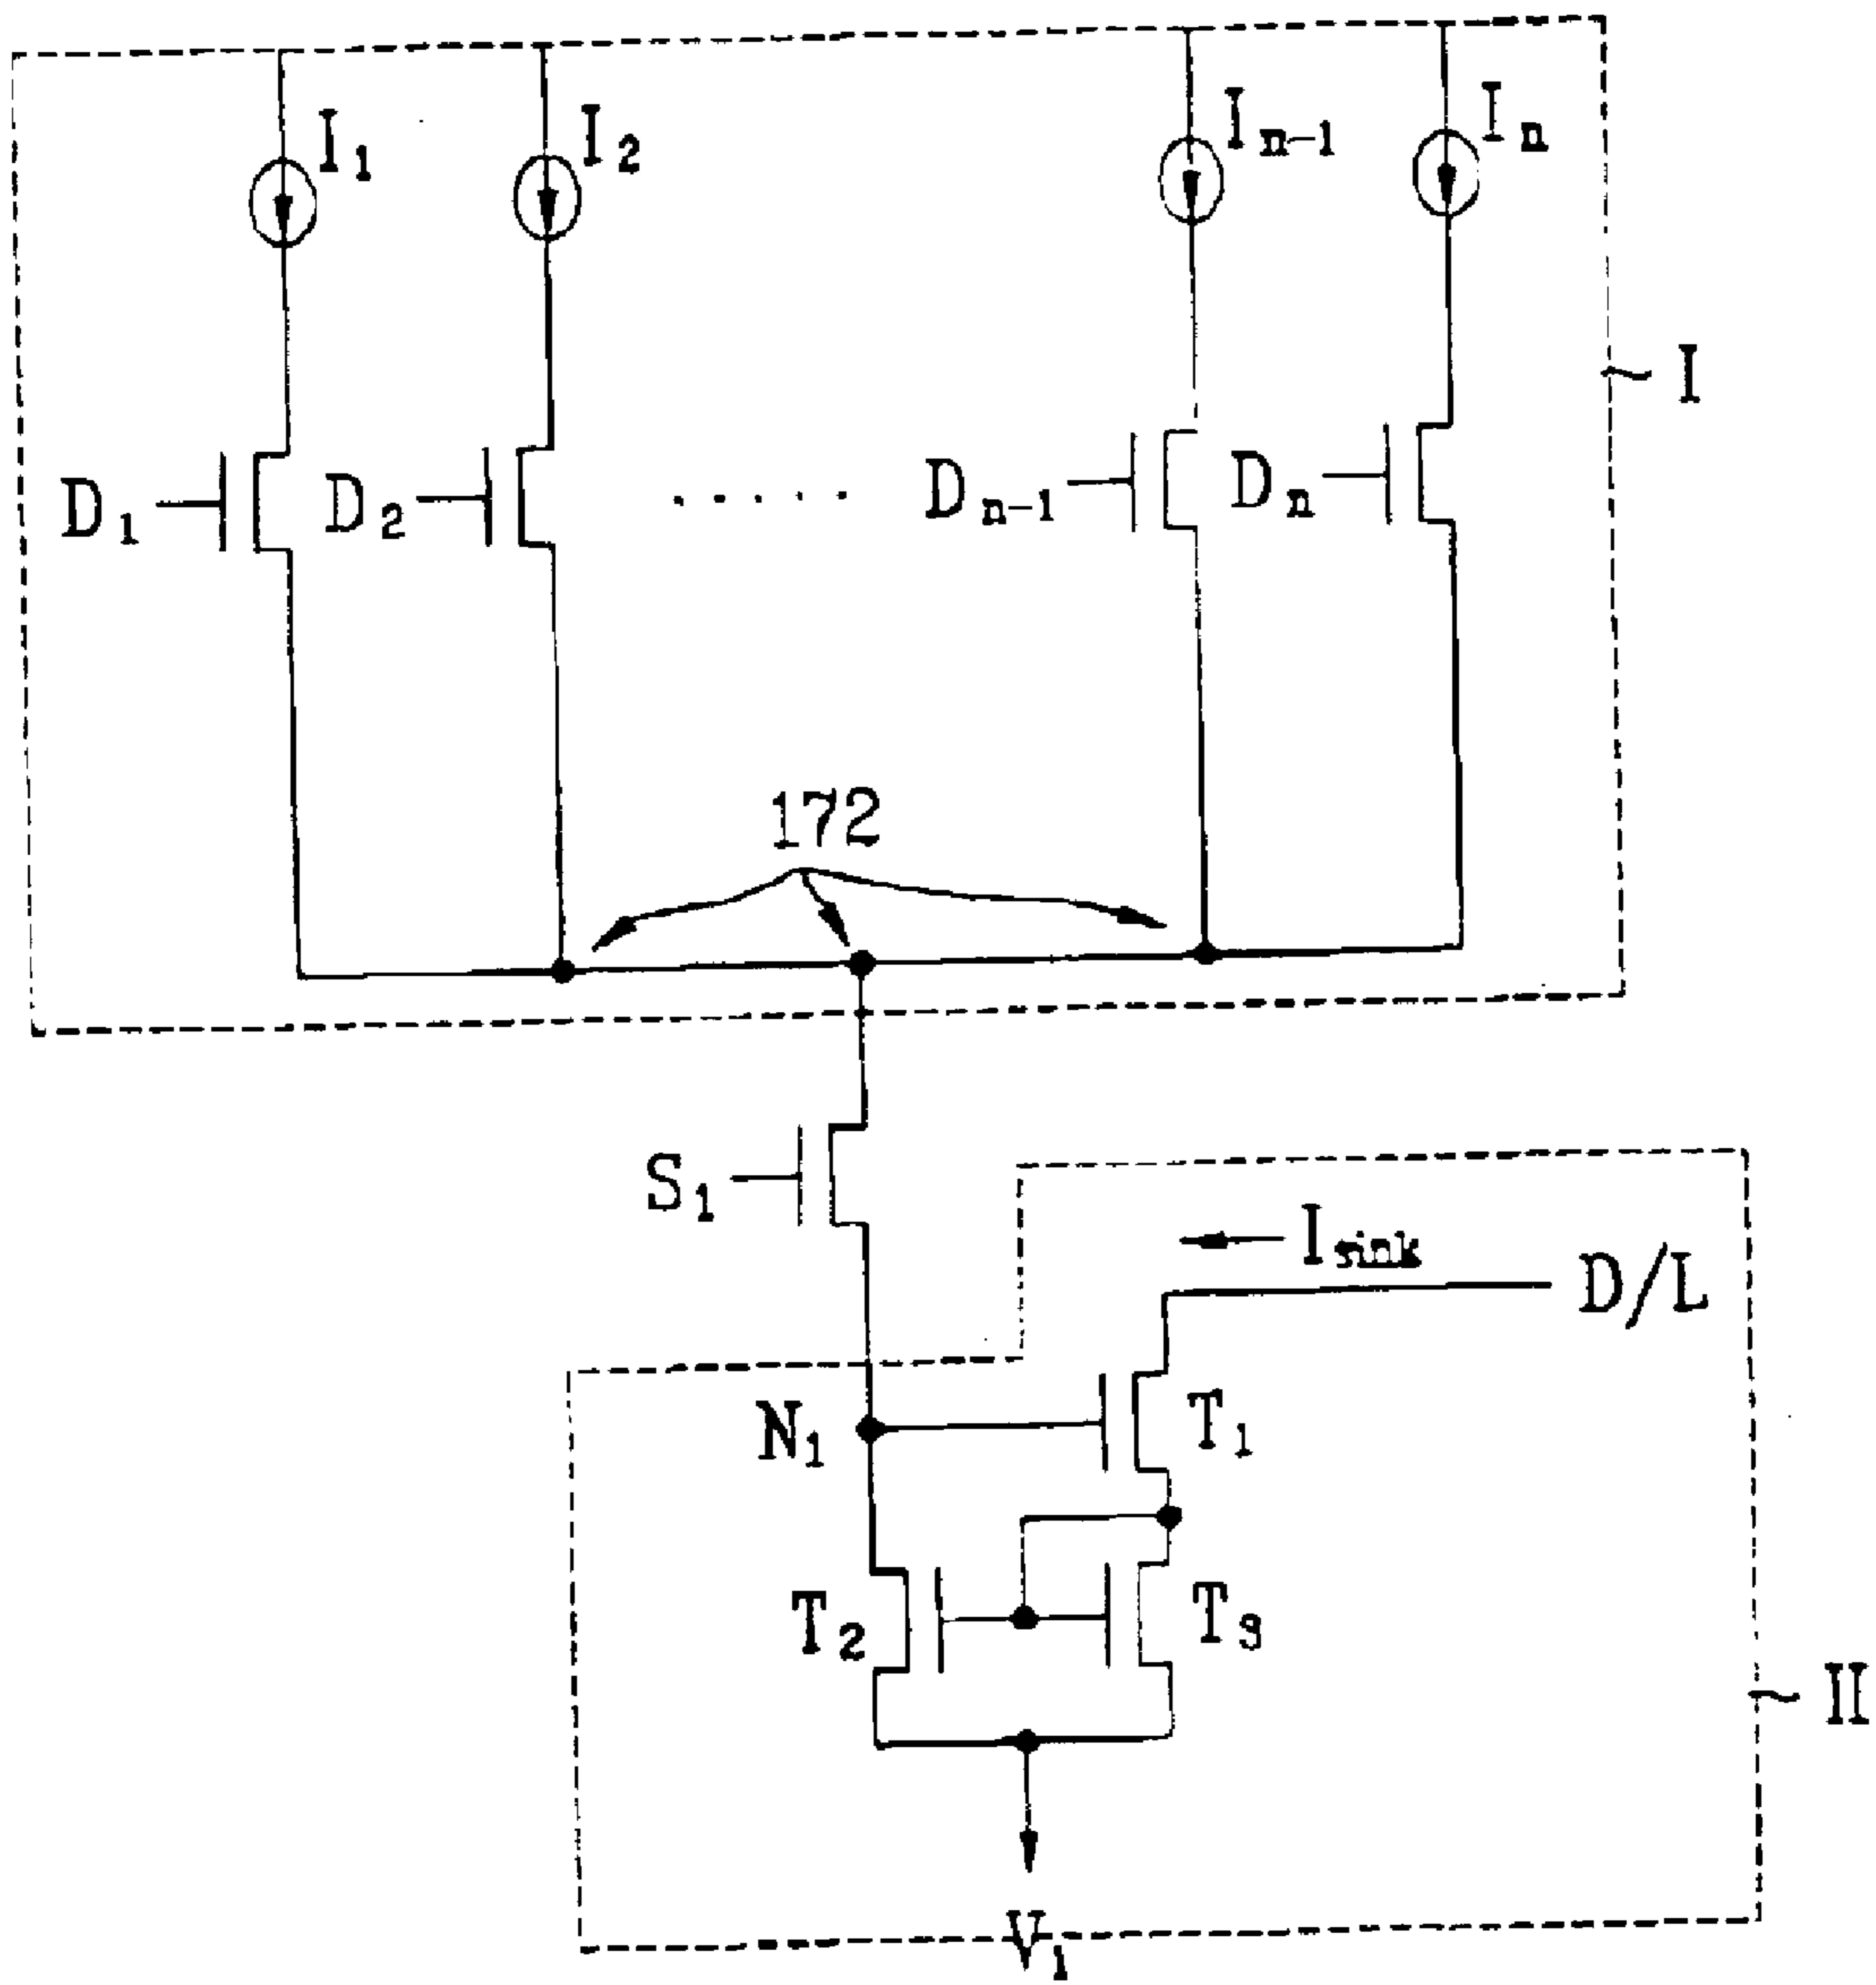 I1 I2 In-1 In
I
D1 D2 ..... Dn-1 Dn
172
S1
Isink
D/L
N1 T1
T2 T3
II
V1